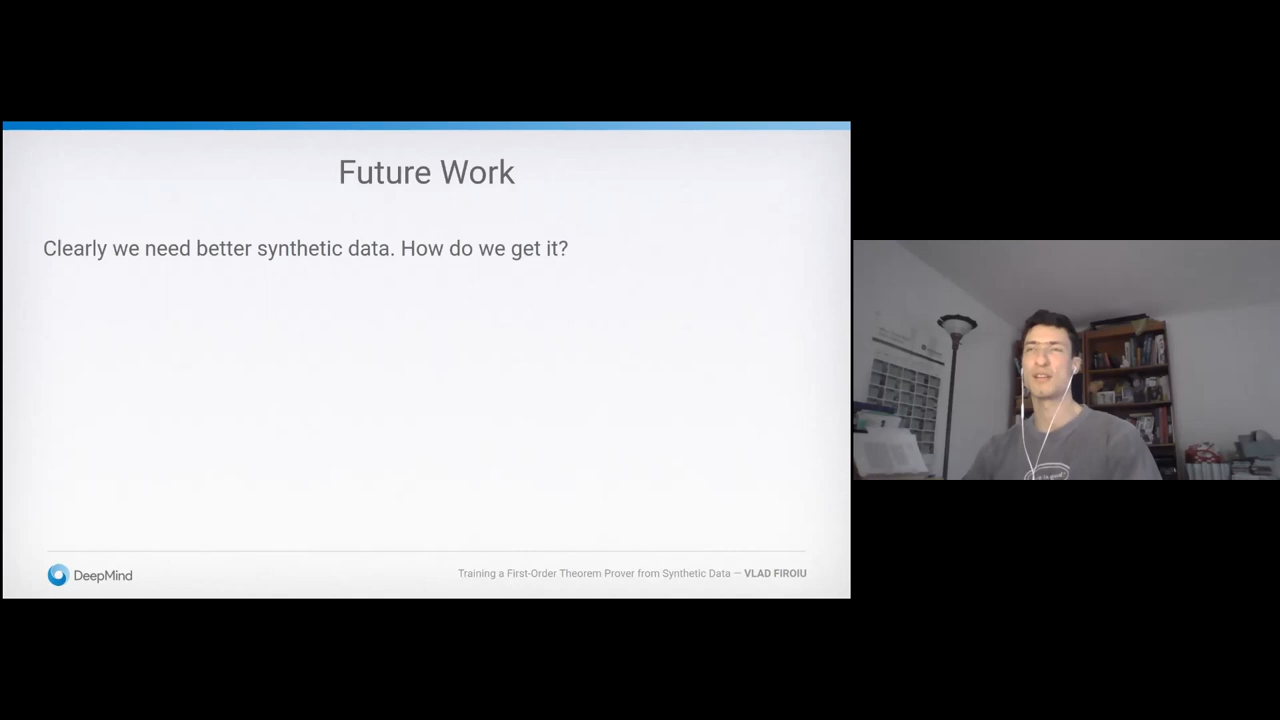 Future Work
Clearly we need better synthetic data. How do we get it?
DeepMind
Training a First-Order Theorem Prover from Synthetic Data — VLAD FIROIU